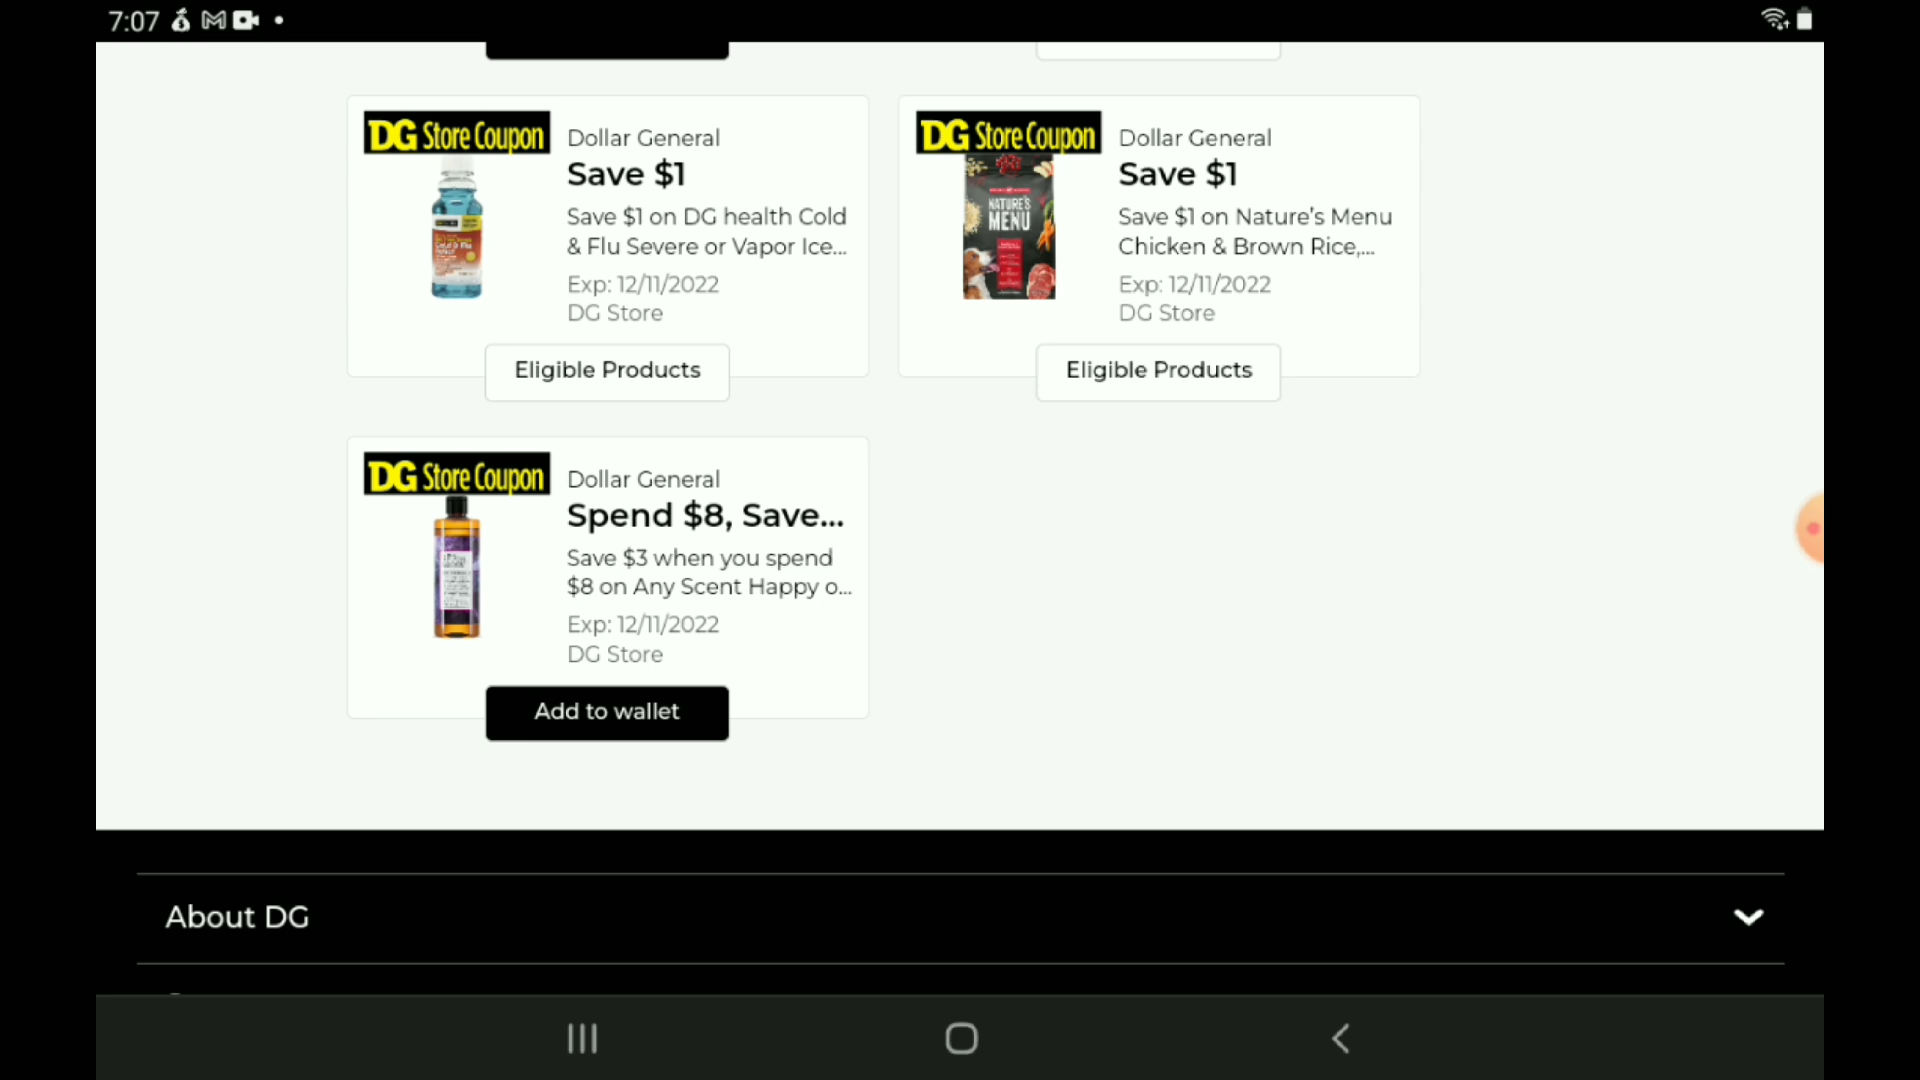 7:07
DG Store Coupon
Dollar General
Save $1
Save $1 on DG health Cold
& Flu Severe or Vapor Ice...
Exp: 12/11/2022
DG Store
Eligible Products
DG Store Coupon
NATURE'S
MENU
Dollar General
Save $1
Save $1 on Nature's Menu
Chicken & Brown Rice,...
Exp: 12/11/2022
DG Store
Eligible Products
DG Store Coupon
Dollar General
Spend $8, Save...
Save $3 when you spend
$8 on Any Scent Happy o...
Exp: 12/11/2022
DG Store
Add to wallet
About DG